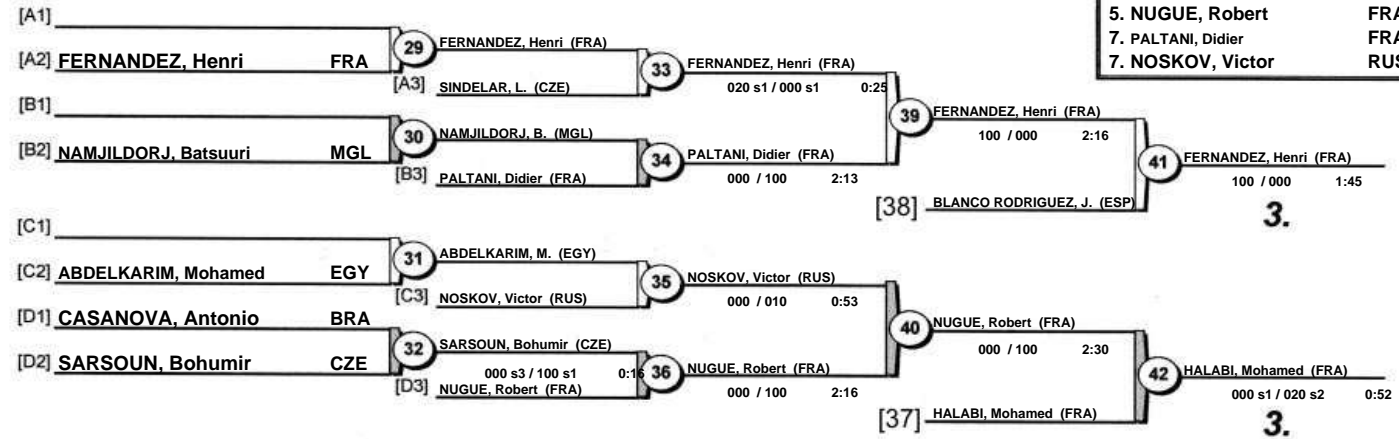 [A1]
[A2] FERNANDEZ, Henri FRA
29
FERNANDEZ, Henri (FRA)
[A3] SINDELAR, L. (CZE)
33
FERNANDEZ, Henri (FRA)
020 s1 / 000 s1 0:25
[B1]
[B2] NAMJILDORJ, Batsuuri MGL
30
NAMJILDORJ, B. (MGL)
[B3] PALTANI, Didier (FRA)
34
PALTANI, Didier (FRA)
000 / 100 2:13
39
FERNANDEZ, Henri (FRA)
100 / 000 2:16
[38] BLANCO RODRIGUEZ, J. (ESP)
41
FERNANDEZ, Henri (FRA)
100 / 000 1:45
3.
[C1]
[C2] ABDELKARIM, Mohamed EGY
31
ABDELKARIM, M. (EGY)
[C3] NOSKOV, Victor (RUS)
35
NOSKOV, Victor (RUS)
000 / 010 0:53
[D1] CASANOVA, Antonio BRA
[D2] SARSOUN, Bohumir CZE
32
SARSOUN, Bohumir (CZE)
000 s3 / 100 s1
[D3] NUGUE, Robert (FRA)
36
NUGUE, Robert (FRA)
000 / 100 2:16
40
NUGUE, Robert (FRA)
000 / 100 2:30
[37] HALABI, Mohamed (FRA)
42
HALABI, Mohamed (FRA)
000 s1 / 020 s2 0:52
3.
5. NUGUE, Robert FRA
7. PALTANI, Didier FRA
7. NOSKOV, Victor RUS